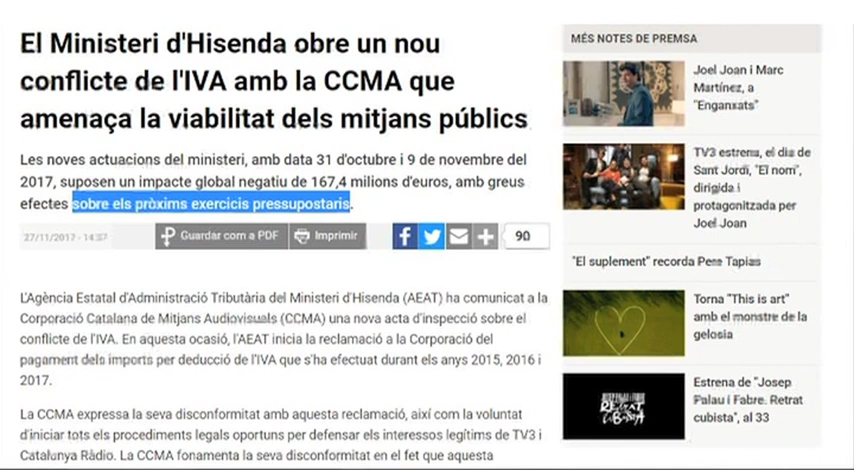 El Ministeri d'Hisenda obre un nou
conflicte de l'IVA amb la CCMA que
amenaça la viabilitat dels mitjans públics
Les noves actuacions del ministeri, amb data 31 d'octubre i 9 de novembre del
2017, suposen un impacte global negatiu de 167,4 milions d'euros, amb greus
efectes sobre els pròxims exercicis pressupostaris.
27/11/2017 - 14:37
Guardar com a PDF
Imprimir
90
L'Agència Estatal d'Administració Tributària del Ministeri d'Hisenda (AEAT) ha comunicat a la
Corporació Catalana de Mitjans Audiovisuals (CCMA) una nova acta d'inspecció sobre el
conflicte de l'IVA. En aquesta ocasió, l'AEAT inicia la reclamació a la Corporació del
pagament dels imports per deducció de l'IVA que s'ha efectuat durant els anys 2015, 2016 i
2017.
La CCMA expressa la seva disconformitat amb aquesta reclamació, així com la voluntat
d'iniciar tots els procediments legals oportuns per defensar els interessos legítims de TV3 i
Catalunya Ràdio. La CCMA fonamenta la seva disconformitat en el fet que aquesta
MÉS NOTES DE PREMSA
Joel Joan i Marc
Martínez, a
"Enganxats"
TV3 estrena, el dia de
Sant Jordi, "El nom",
dirigida i
protagonitzada per
Joel Joan
"El suplement" recorda Pere Tàpias
Torna "This is art"
amb el monstre de la
gelosia
Estrena de "Josep
Palau i Fabre. Retrat
cubista", al 33